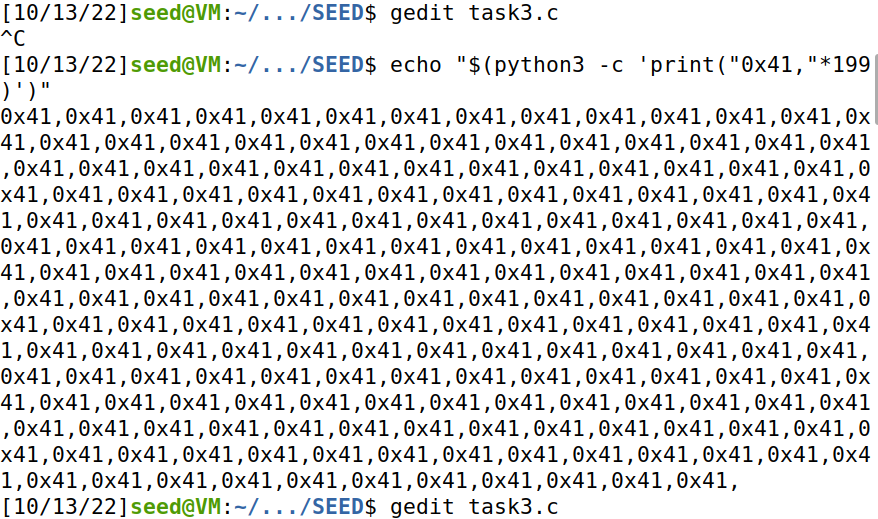 [10/13/22]seed@VM:~/.../SEED$ gedit task3.c
^C
[10/13/22]seed@VM:~/.../SEED$ echo "$(python3 -c 'print("0x41,"*199
)')"
0x41,0x41,0x41,0x41,0x41,0x41,0x41,0x41,0x41,0x41,0x41,0x41,0x41,0x
41,0x41,0x41,0x41,0x41,0x41,0x41,0x41,0x41,0x41,0x41,0x41,0x41,0x41
,0x41,0x41,0x41,0x41,0x41,0x41,0x41,0x41,0x41,0x41,0x41,0x41,0x41,0
x41,0x41,0x41,0x41,0x41,0x41,0x41,0x41,0x41,0x41,0x41,0x41,0x41,0x4
1,0x41,0x41,0x41,0x41,0x41,0x41,0x41,0x41,0x41,0x41,0x41,0x41,0x41,
0x41,0x41,0x41,0x41,0x41,0x41,0x41,0x41,0x41,0x41,0x41,0x41,0x41,0x
41,0x41,0x41,0x41,0x41,0x41,0x41,0x41,0x41,0x41,0x41,0x41,0x41,0x41
,0x41,0x41,0x41,0x41,0x41,0x41,0x41,0x41,0x41,0x41,0x41,0x41,0x41,0
x41,0x41,0x41,0x41,0x41,0x41,0x41,0x41,0x41,0x41,0x41,0x41,0x41,0x4
1,0x41,0x41,0x41,0x41,0x41,0x41,0x41,0x41,0x41,0x41,0x41,0x41,0x41,
0x41,0x41,0x41,0x41,0x41,0x41,0x41,0x41,0x41,0x41,0x41,0x41,0x41,0x
41,0x41,0x41,0x41,0x41,0x41,0x41,0x41,0x41,0x41,0x41,0x41,0x41,0x41
,0x41,0x41,0x41,0x41,0x41,0x41,0x41,0x41,0x41,0x41,0x41,0x41,0x41,0
x41,0x41,0x41,0x41,0x41,0x41,0x41,0x41,0x41,0x41,0x41,0x41,0x41,0x4
1,0x41,0x41,0x41,0x41,0x41,0x41,0x41,0x41,0x41,0x41,0x41,
[10/13/22]seed@VM:~/.../SEED$ gedit task3.c